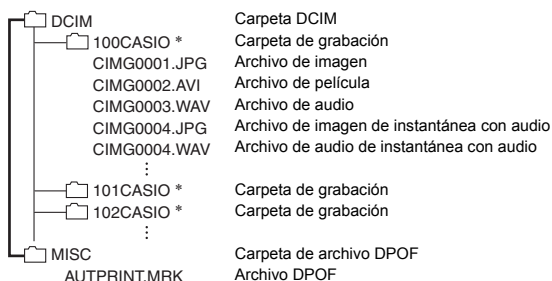 DCIM Carpeta DCIM
100CASIO * Carpeta de grabación
CIMG0001.JPG Archivo de imagen
CIMG0002.AVI Archivo de película
CIMG0003.WAV Archivo de audio
CIMG0004.JPG Archivo de imagen de instantánea con audio
CIMG0004.WAV Archivo de audio de instantánea con audio
101CASIO * Carpeta de grabación
102CASIO * Carpeta de grabación
MISC Carpeta de archivo DPOF
AUTPRINT.MRK Archivo DPOF